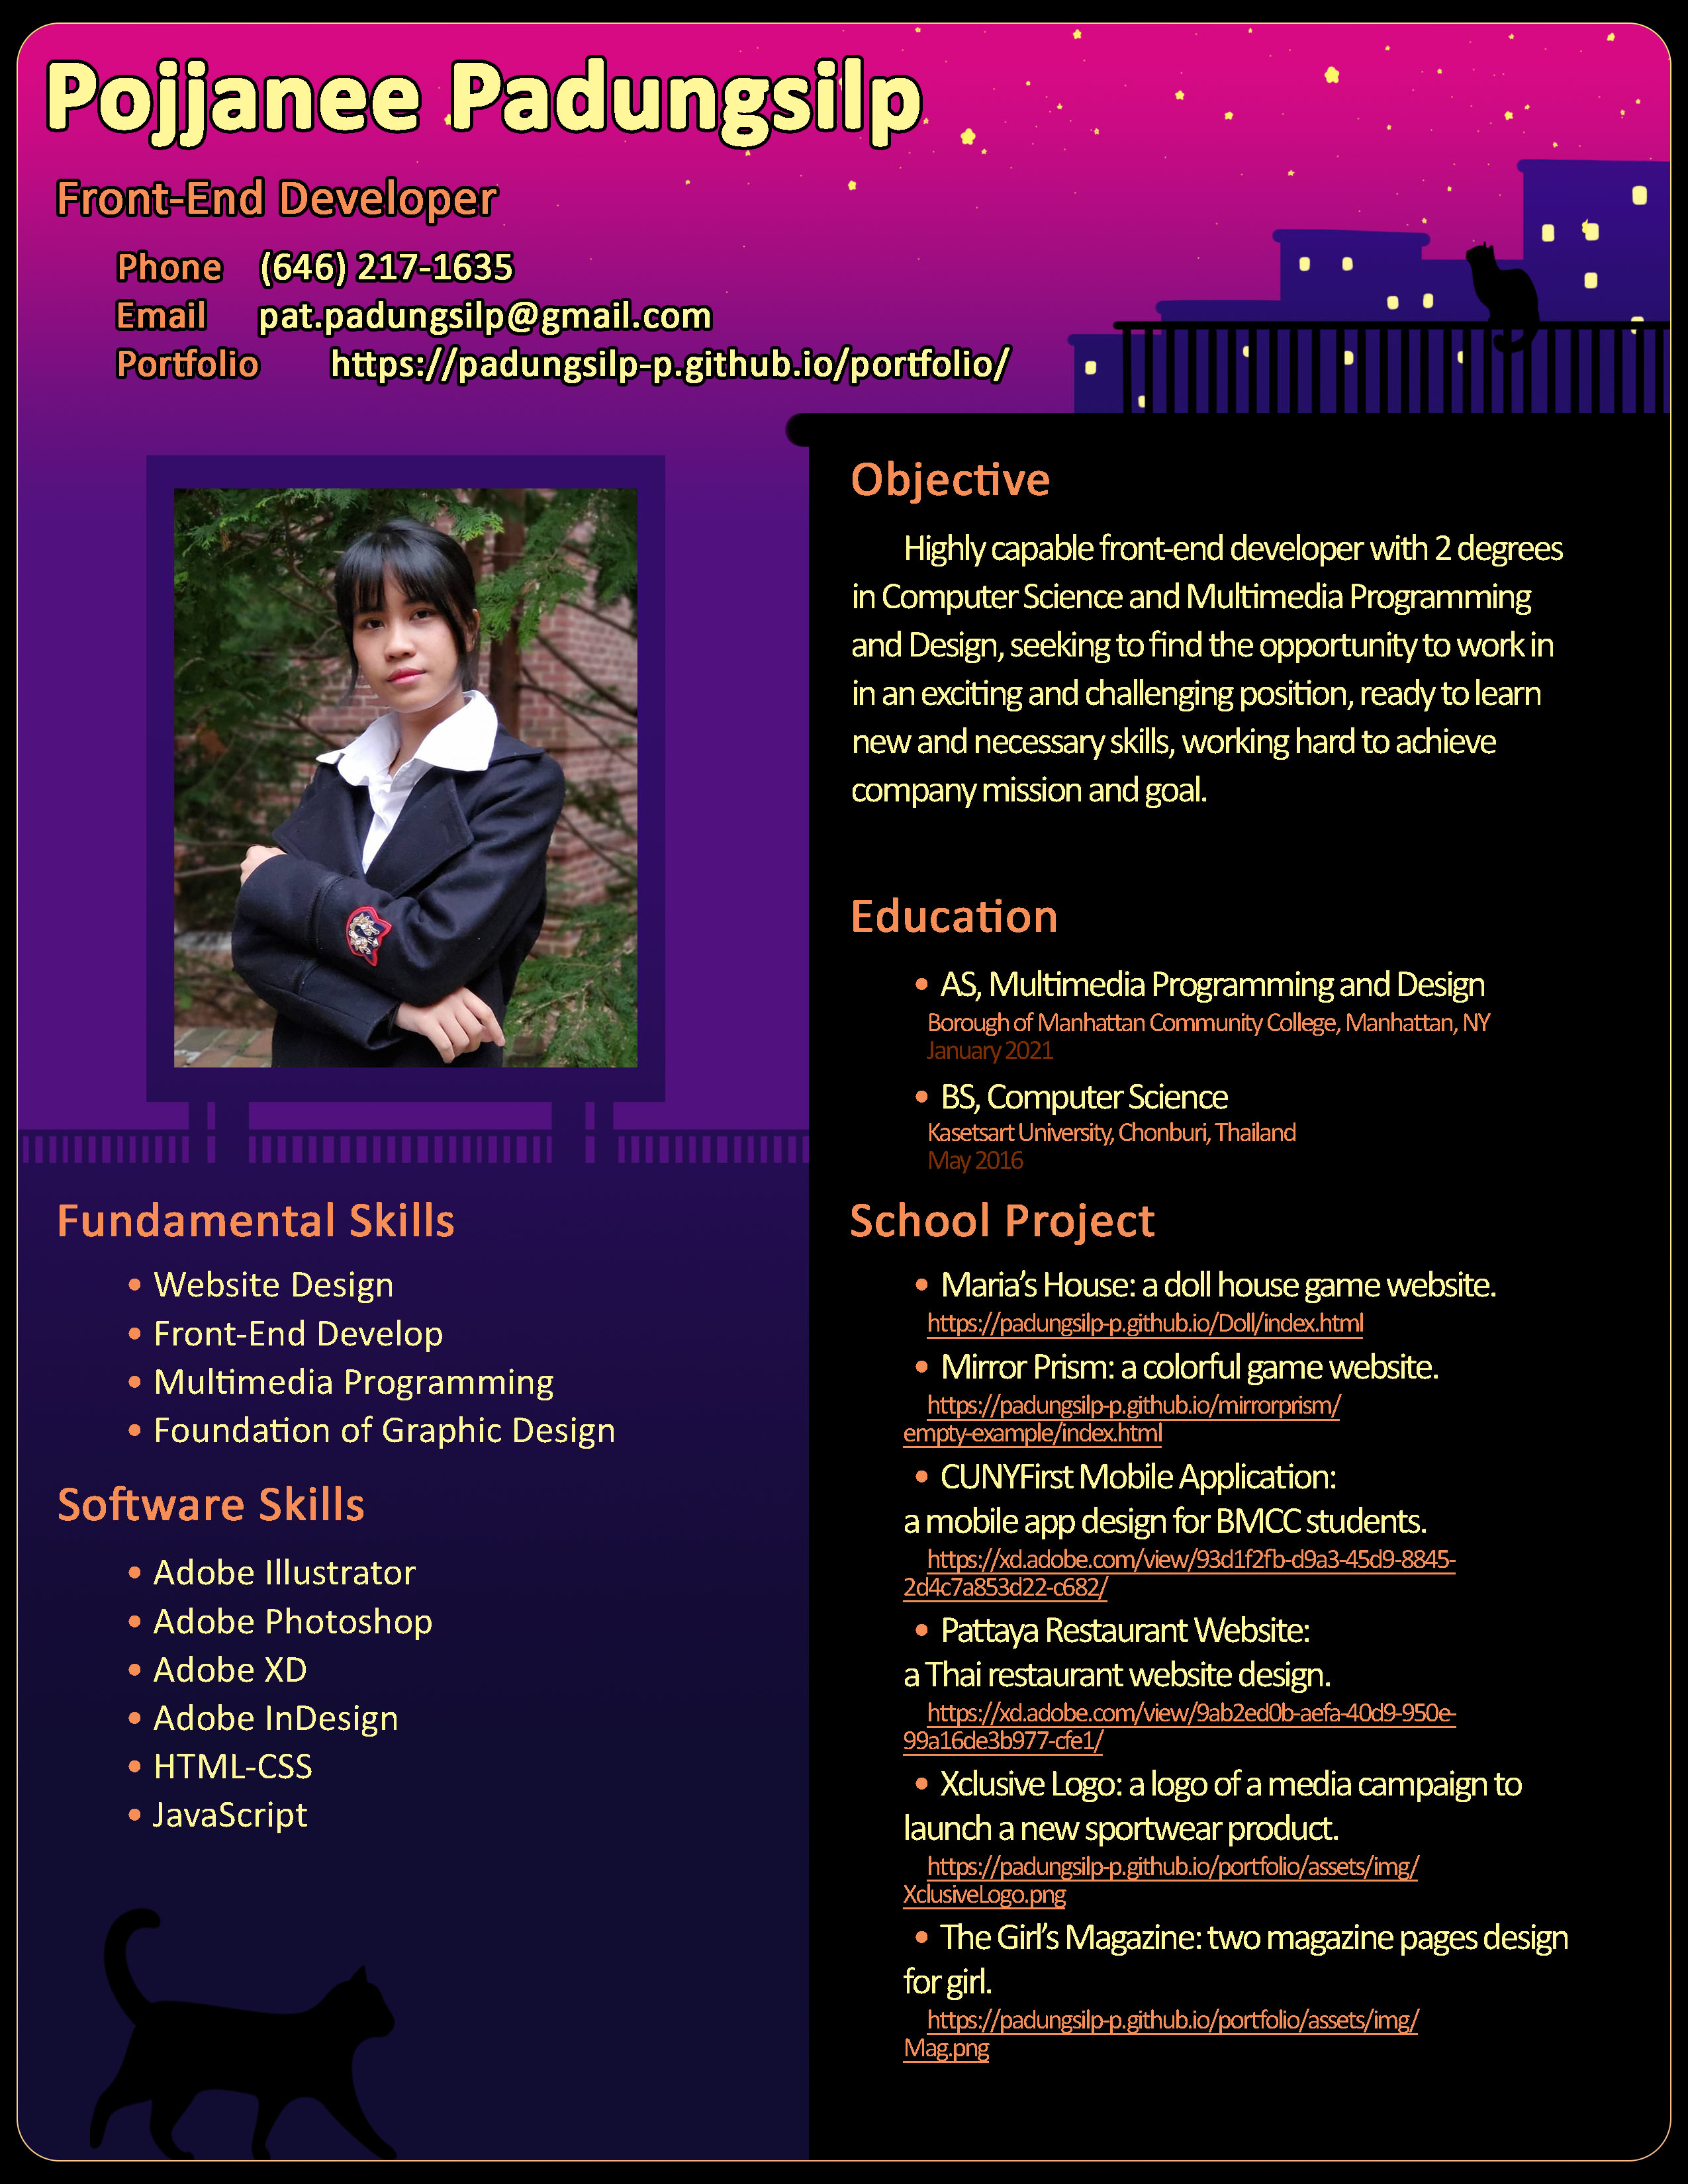 Pojjanee Padungsilp
Front-End Developer
Phone (646) 217-1635
Email pat.padungsilp@gmail.com
Portfolio https://padungsilp-p.github.io/portfolio/
Objective
Highly capable front-end developer with 2 degrees
in Computer Science and Multimedia Programming
and Design, seeking to find the opportunity to work in
in an exciting and challenging position, ready to learn
new and necessary skills, working hard to achieve
company mission and goal.
Education
• AS, Multimedia Programming and Design
Borough of Manhattan Community College, Manhattan, NY
January 2021
• BS, Computer Science
Kasetsart University, Chonburi, Thailand
May 2016
Fundamental Skills
• Website Design
• Front-End Develop
• Multimedia Programming
• Foundation of Graphic Design
Software Skills
• Adobe Illustrator
• Adobe Photoshop
• Adobe XD
• Adobe InDesign
• HTML-CSS
• JavaScript
School Project
• Maria's House: a doll house game website.
https://padungsilp-p.github.io/Doll/index.html
• Mirror Prism: a colorful game website.
https://padungsilp-p.github.io/mirrorprism/
empty-example/index.html
• CUNYFirst Mobile Application:
a mobile app design for BMCC students.
https://xd.adobe.com/view/93d1f2fb-d9a3-45d9-8845-
2d4c7a853d22-c682/
• Pattaya Restaurant Website:
a Thai restaurant website design.
https://xd.adobe.com/view/9ab2ed0b-aefa-40d9-950e-
99a16de3b977-cfe1/
• Xclusive Logo: a logo of a media campaign to
launch a new sportwear product.
https://padungsilp-p.github.io/portfolio/assets/img/
XclusiveLogo.png
• The Girl's Magazine: two magazine pages design
for girl.
https://padungsilp-p.github.io/portfolio/assets/img/
Mag.png